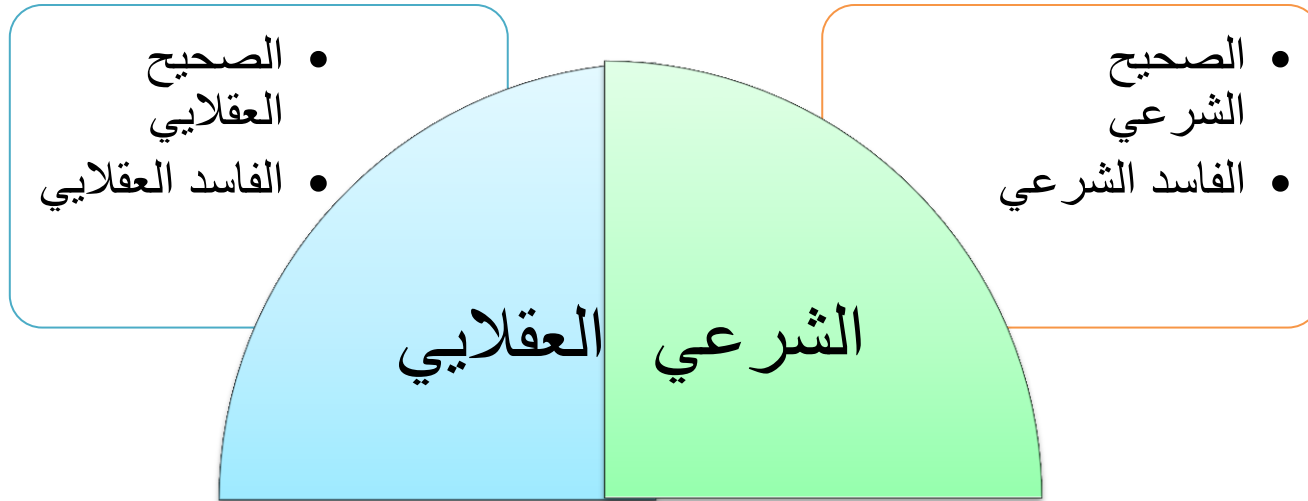 • الصحيح
الشرعي
• الفاسد الشرعي
• الصحيح
العقلايي
• الفاسد العقلايي
الشرعي
العقلايي